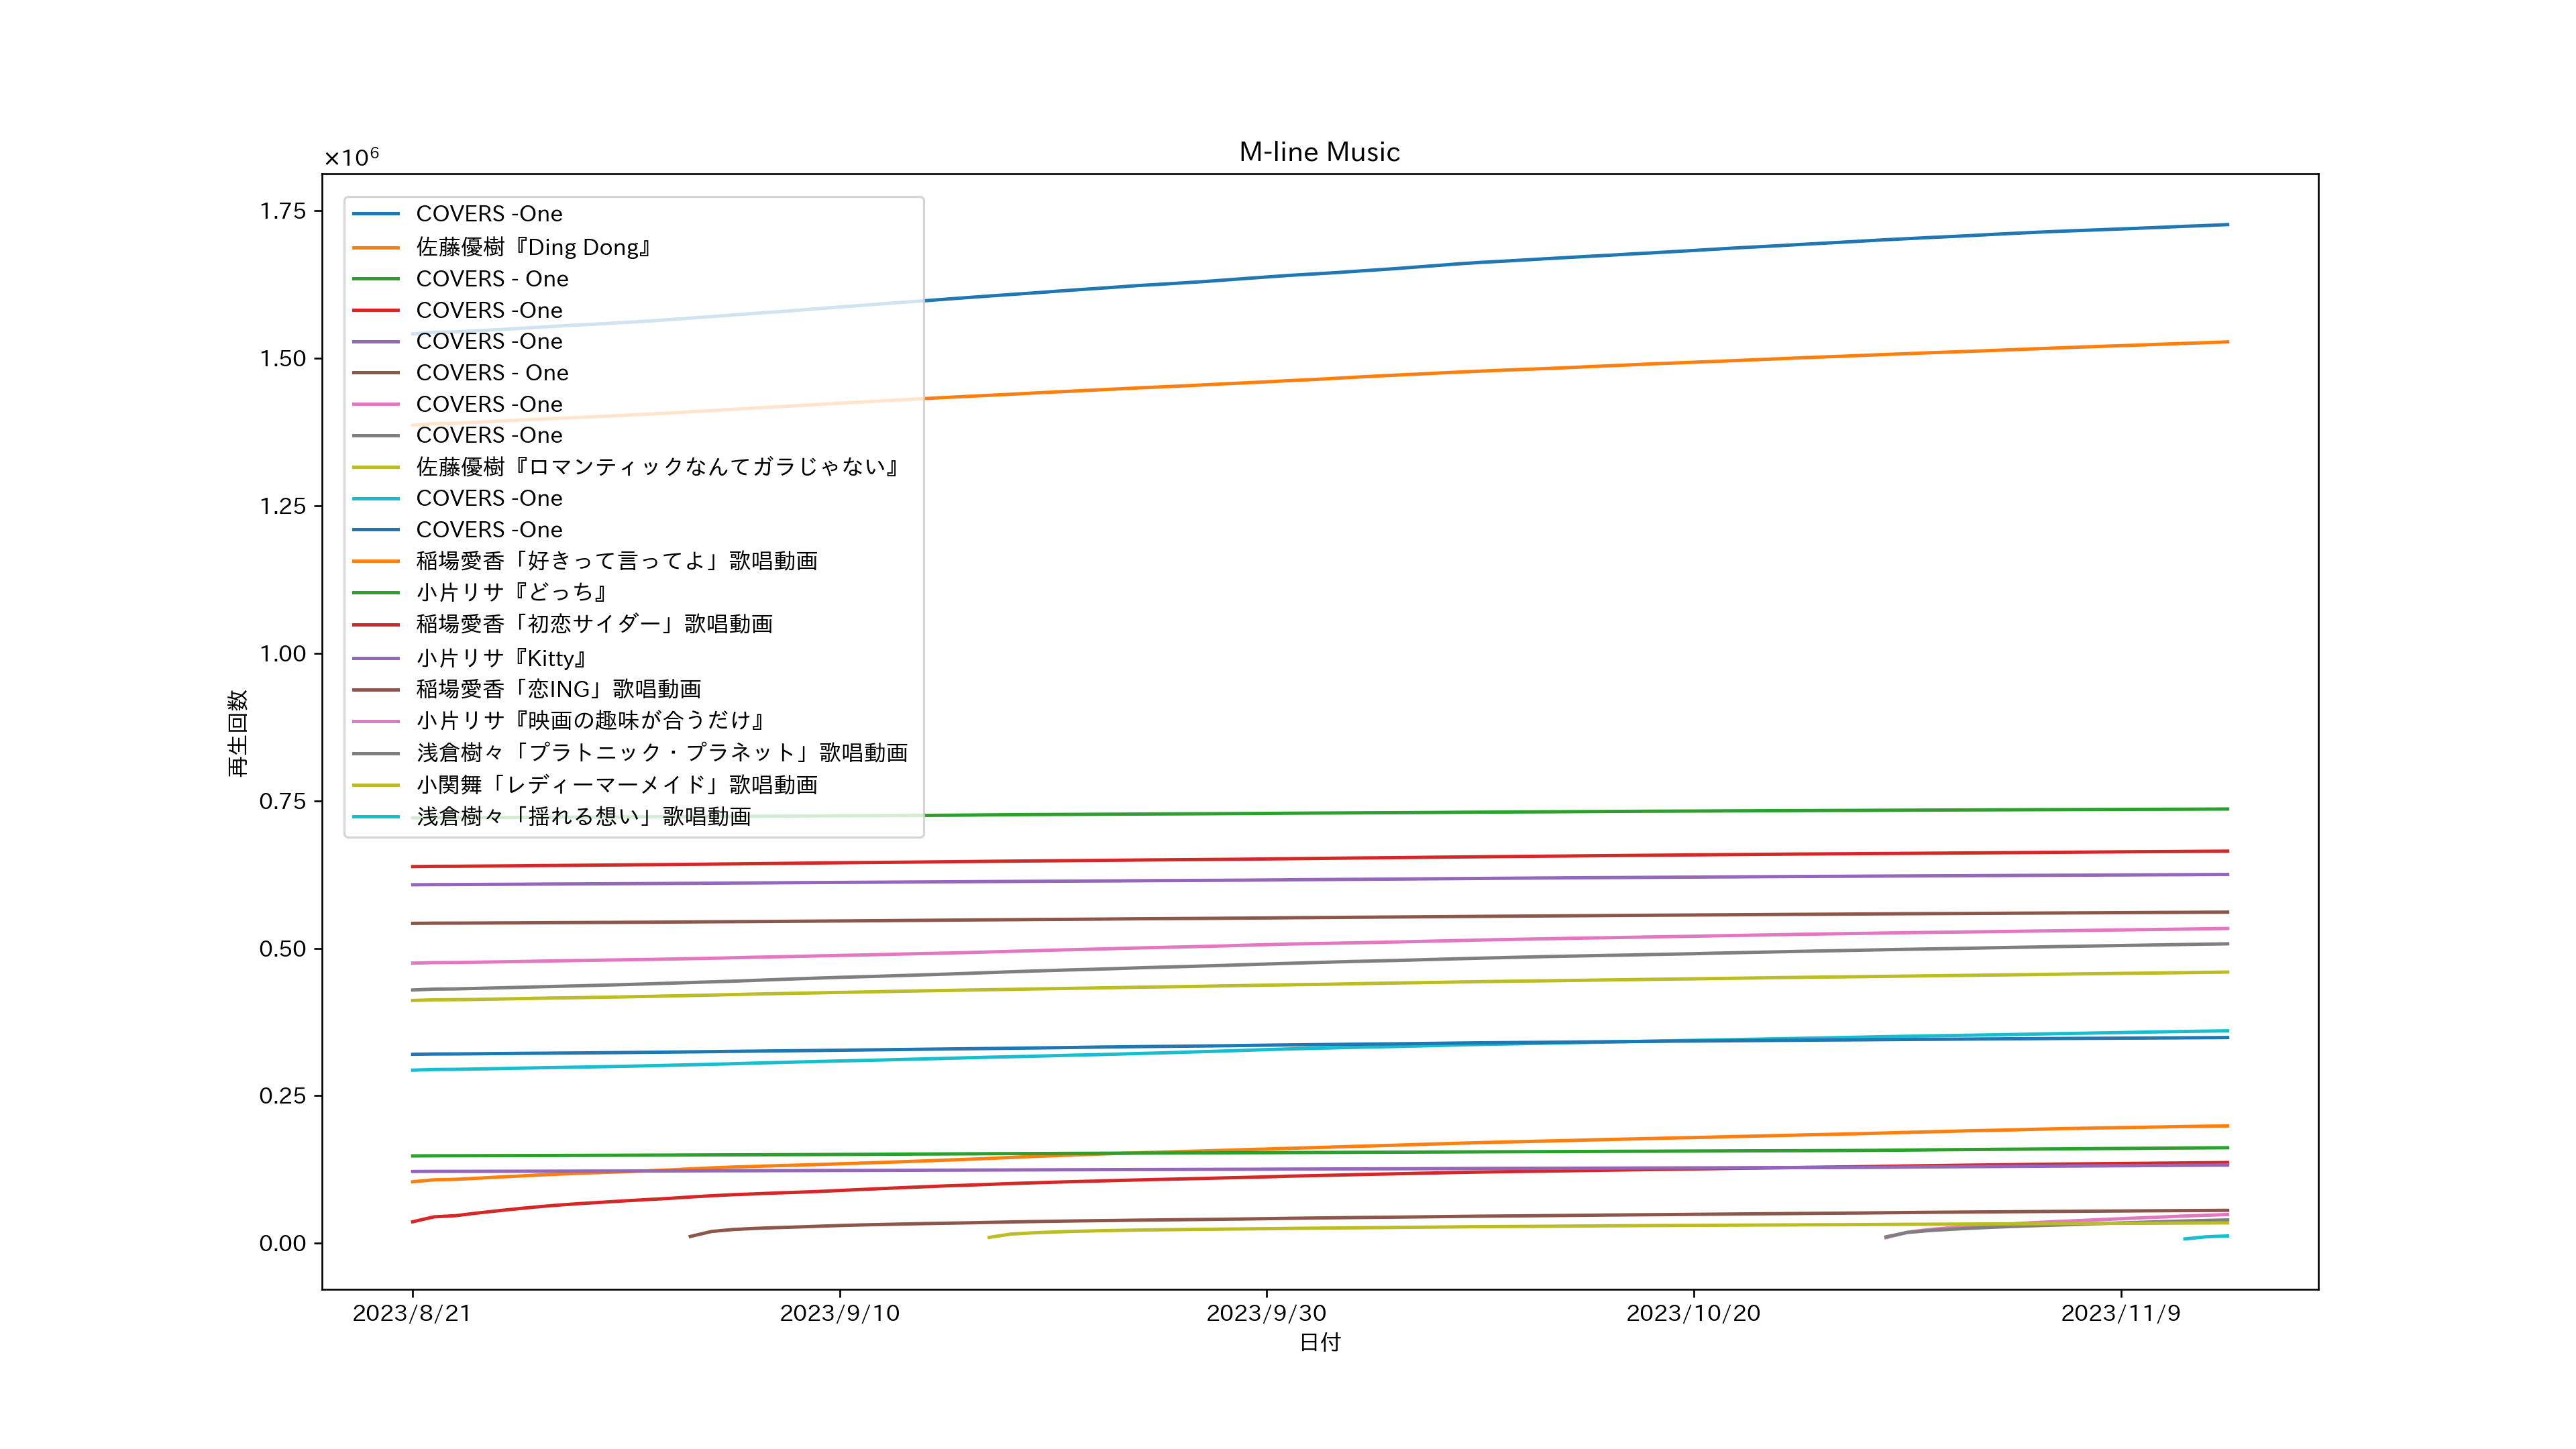 M-line Music
×10⁶
1.75
1.50
1.25
1.00
0.75
0.50
0.25
0.00
再生回数
COVERS -One
佐藤優樹『Ding Dong』
COVERS - One
COVERS -One
COVERS -One
COVERS - One
COVERS -One
COVERS -One
佐藤優樹『ロマンティックなんてガラじゃない』
COVERS -One
COVERS -One
稲場愛香「好きって言ってよ」歌唱動画
小片リサ『どっち』
稲場愛香「初恋サイダー」歌唱動画
小片リサ『Kitty』
稲場愛香「恋ING」歌唱動画
小片リサ『映画の趣味が合うだけ』
浅倉樹々「プラトニック・プラネット」歌唱動画
小関舞「レディーマーメイド」歌唱動画
浅倉樹々「揺れる想い」歌唱動画
2023/8/21
2023/9/10
2023/9/30
2023/10/20
2023/11/9
日付